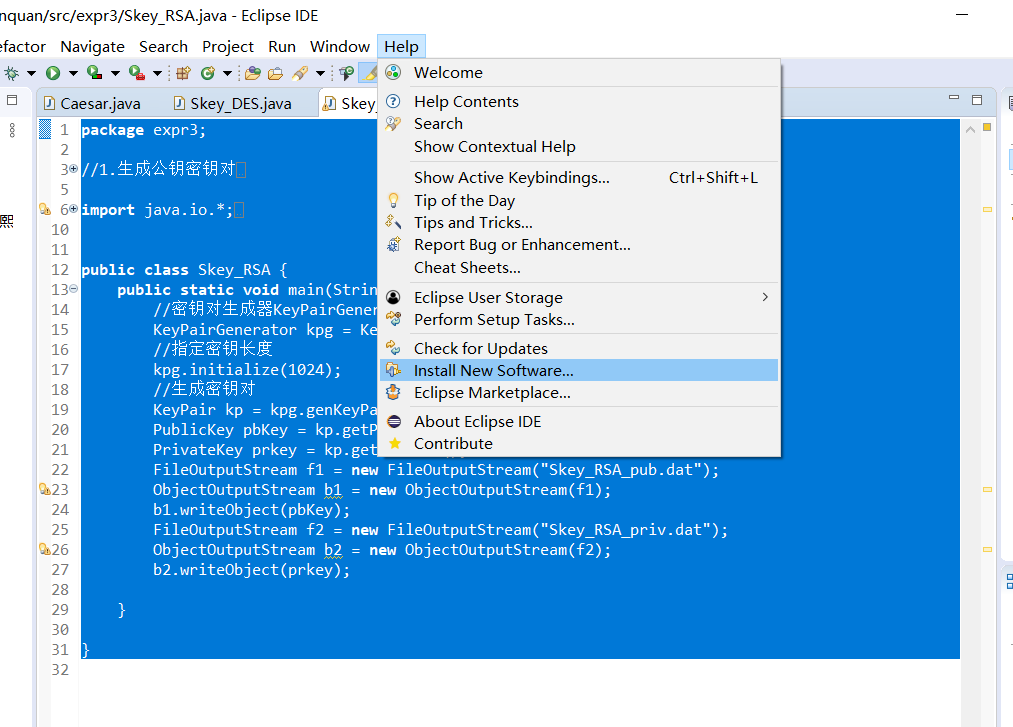 nquan/src/expr3/Skey_RSA.java - Eclipse IDE
efactor Navigate Search Project Run Window Help
Caesar.java Skey_DES.java Skey_
Welcome
Help Contents
Search
Show Contextual Help
Show Active Keybindings... Ctrl+Shift+L
Tip of the Day
Tips and Tricks...
Report Bug or Enhancement...
Cheat Sheets...
Eclipse User Storage
Perform Setup Tasks...
Check for Updates
Install New Software...
Eclipse Marketplace...
About Eclipse IDE
Contribute
熙
1 package expr3;
2
3 //1.生成公钥密钥对
5
6 import java.io.*;
10
11
12 public class Skey_RSA {
13 public static void main(Strin
14 //密钥对生成器KeyPairGener
15 KeyPairGenerator kpg = Ke
16 //指定密钥长度
17 kpg.initialize(1024);
18 //生成密钥对
19 KeyPair kp = kpg.genKeyPa
20 PublicKey pbKey = kp.getP
21 PrivateKey prkey = kp.get
22 FileOutputStream f1 = new FileOutputStream("Skey_RSA_pub.dat");
23 ObjectOutputStream b1 = new ObjectOutputStream(f1);
24 b1.writeObject(pbKey);
25 FileOutputStream f2 = new FileOutputStream("Skey_RSA_priv.dat");
26 ObjectOutputStream b2 = new ObjectOutputStream(f2);
27 b2.writeObject(prkey);
28
29 }
30
31 }
32